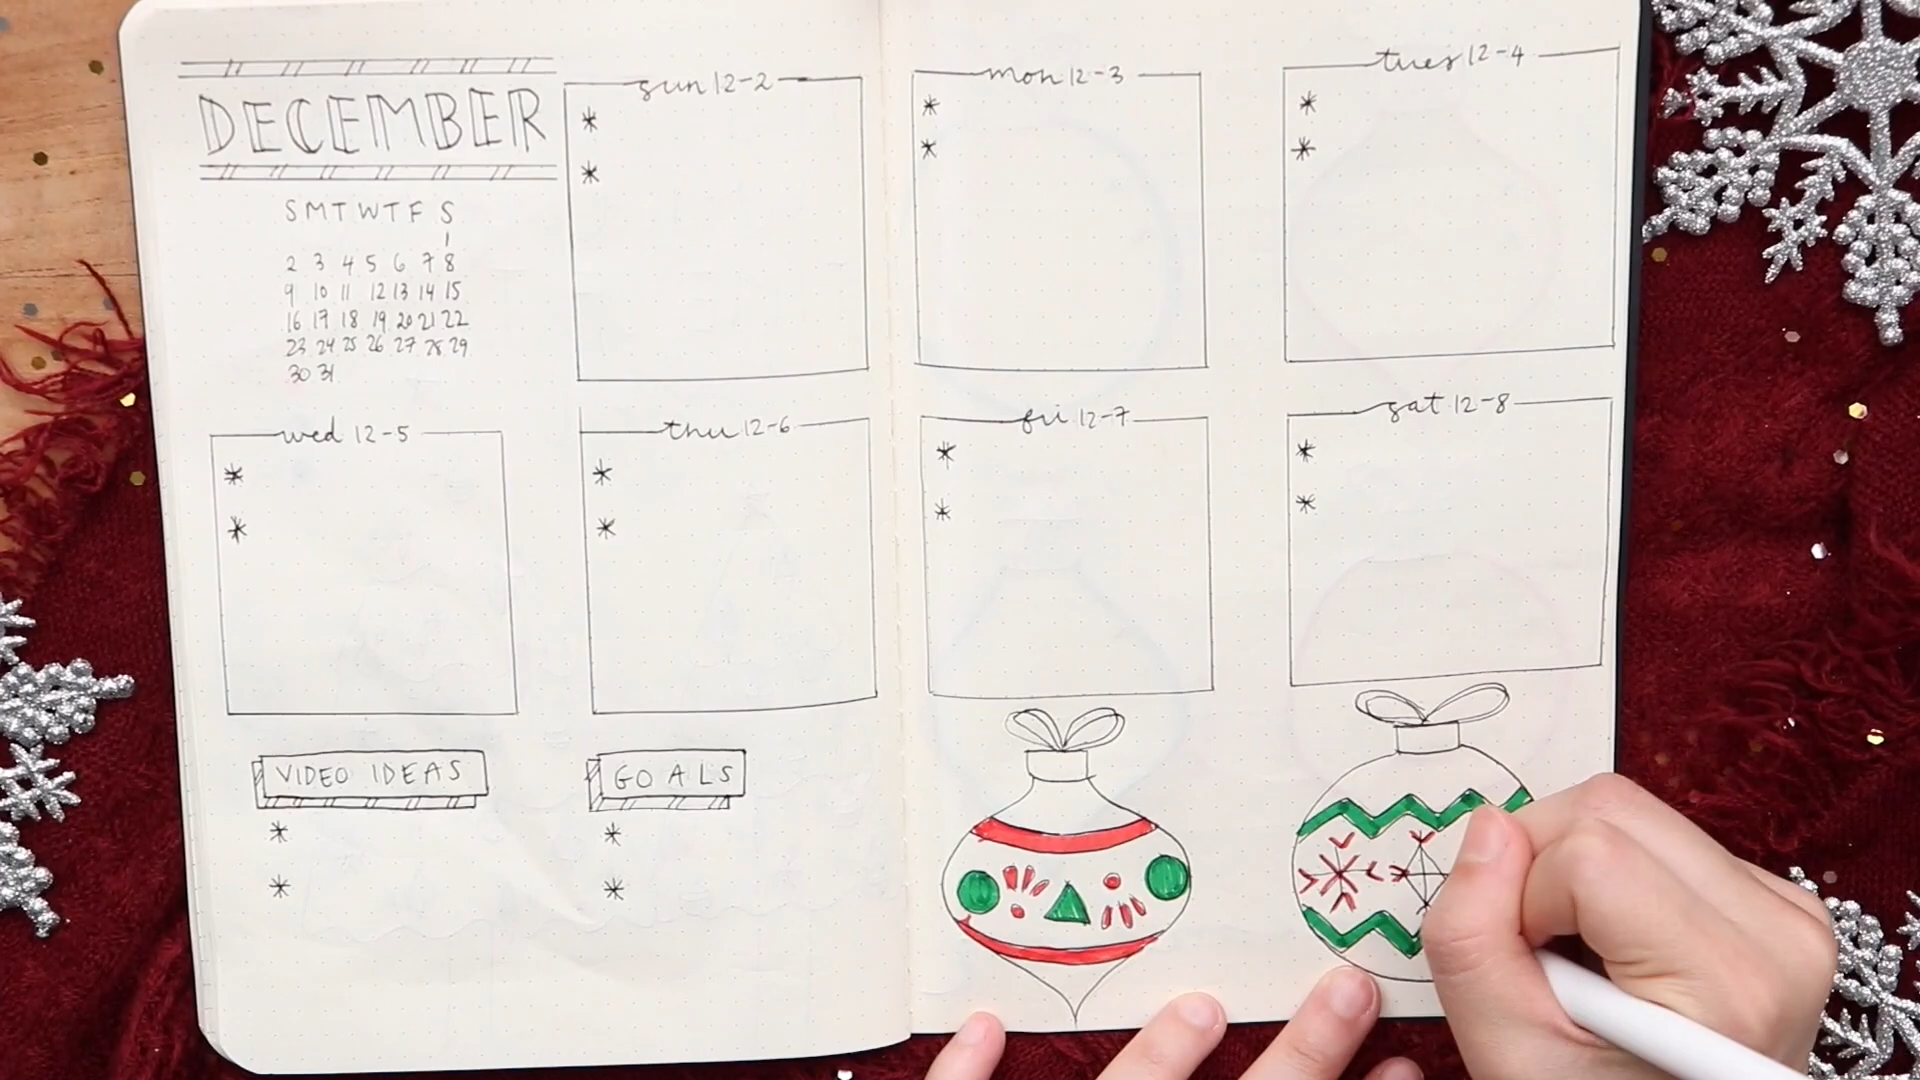 DECEMBER
S M T W T F S
1
2 3 4 5 6 7 8
9 10 11 12 13 14 15
16 17 18 19 20 21 22
23 24 25 26 27 28 29
30 31
sun 12-2
mon 12-3
tues 12-4
wed 12-5
thu 12-6
fri 12-7
sat 12-8
VIDEO IDEAS
GOALS